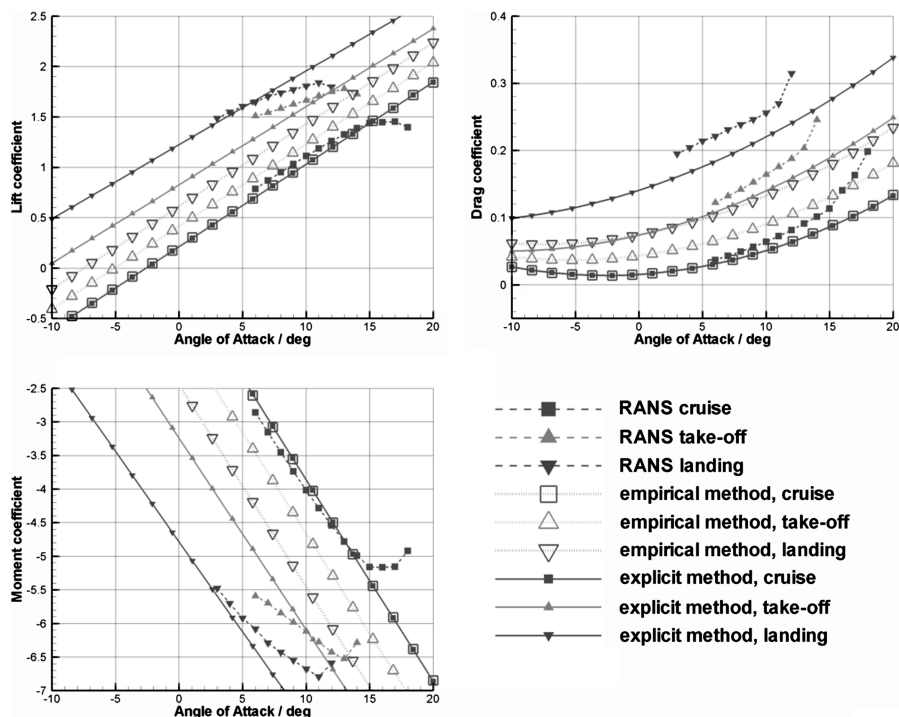 2.5
2
1.5
1
0.5
0
-0.5
-10
-5
0
5
10
15
20
Lift coefficient
Angle of Attack / deg
0.4
0.3
0.2
0.1
0
-10
-5
0
5
10
15
20
Drag coefficient
Angle of Attack / deg
-2.5
-3
-3.5
-4
-4.5
-5
-5.5
-6
-6.5
-7
-10
-5
0
5
10
15
20
Moment coefficient
Angle of Attack / deg
RANS cruise
RANS take-off
RANS landing
empirical method, cruise
empirical method, take-off
empirical method, landing
explicit method, cruise
explicit method, take-off
explicit method, landing